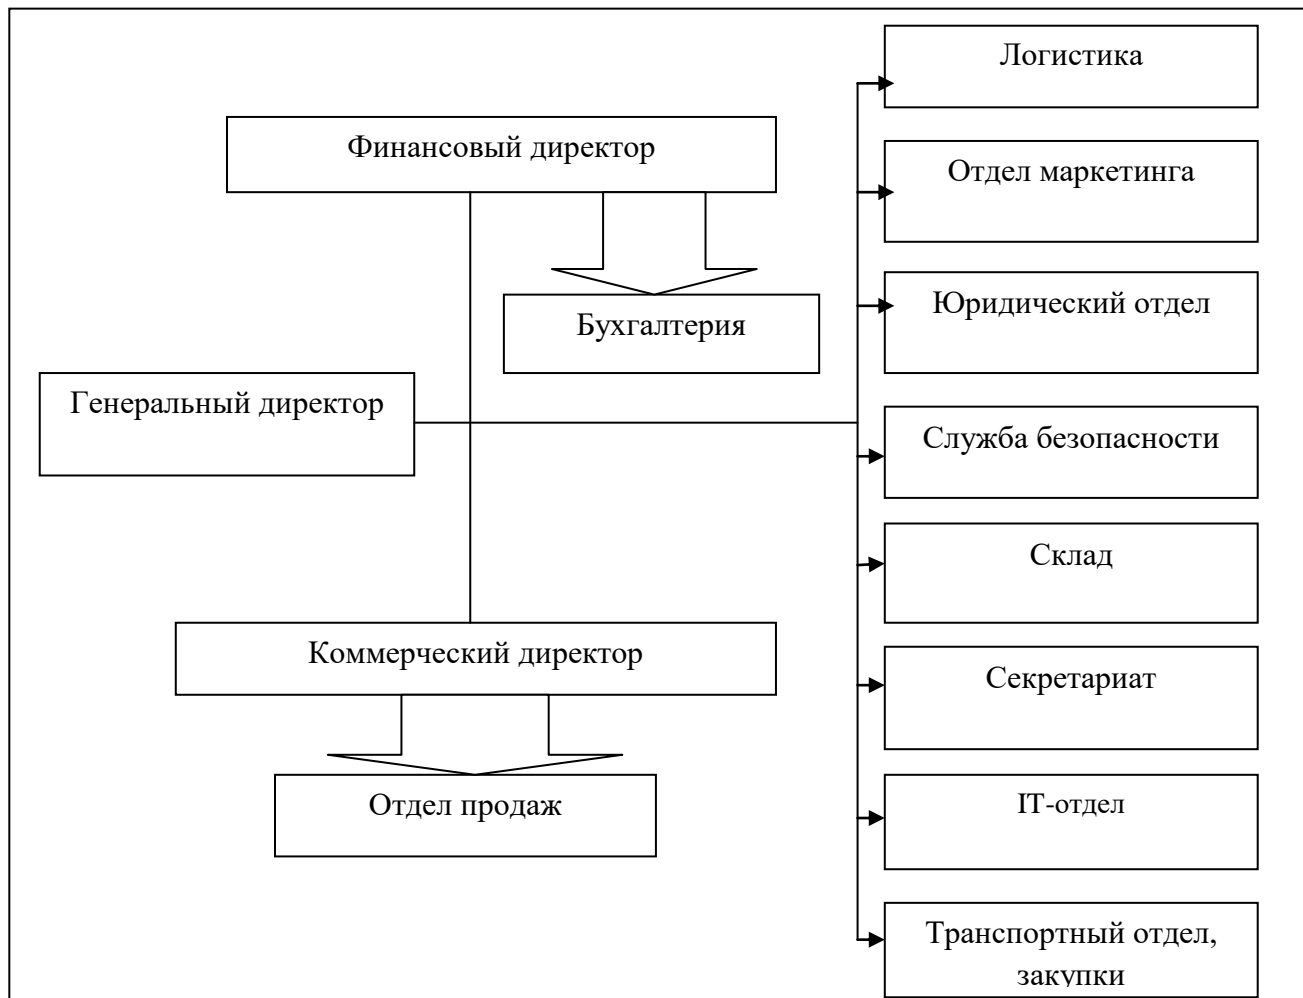 Логистика
Финансовый директор
Отдел маркетинга
Юридический отдел
Бухгалтерия
Генеральный директор
Служба безопасности
Склад
Коммерческий директор
Секретариат
Отдел продаж
IT-отдел
Транспортный отдел,
закупки